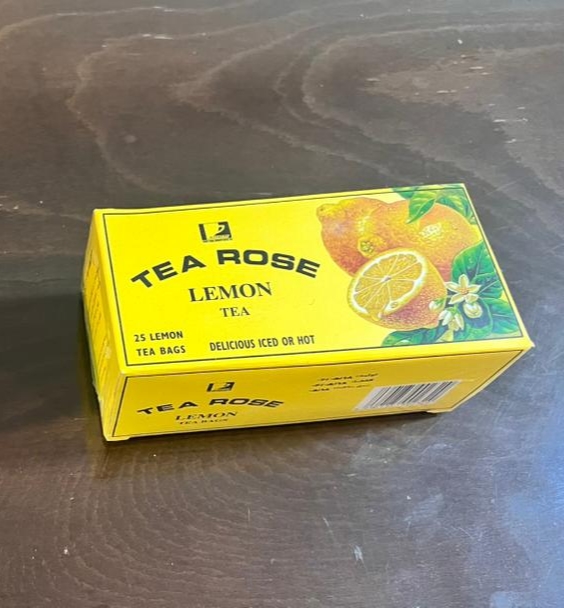 TEA ROSE
LEMON
TEA
25 LEMON
TEA BAGS
DELICIOUS ICED OR HOT
TEA ROSE
LEMON
TEA BAGS